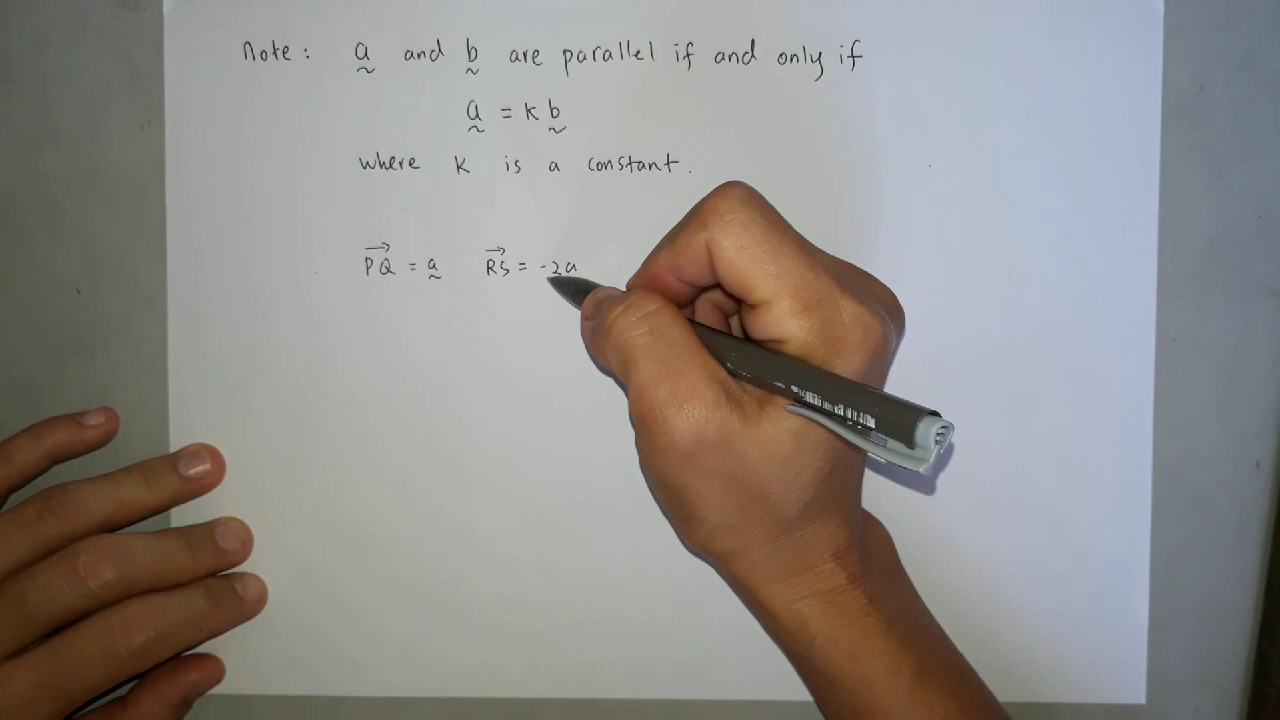 Note: a and b are parallel if and only if
a = k b
where k is a constant.
PQ = a RS = -2a